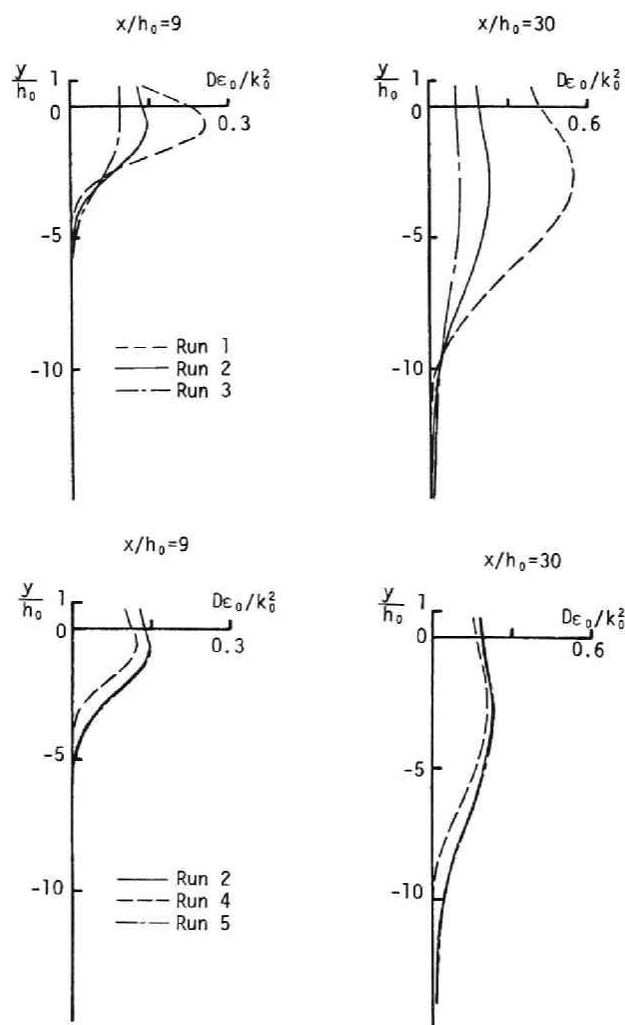 x/h₀=9
y/h₀
Dε₀/k₀²
1
0
0.3
-5
-10
Run 1
Run 2
Run 3
x/h₀=30
y/h₀
Dε₀/k₀²
1
0
0.6
-5
-10
x/h₀=9
y/h₀
Dε₀/k₀²
1
0
0.3
-5
-10
Run 2
Run 4
Run 5
x/h₀=30
y/h₀
Dε₀/k₀²
1
0
0.6
-5
-10